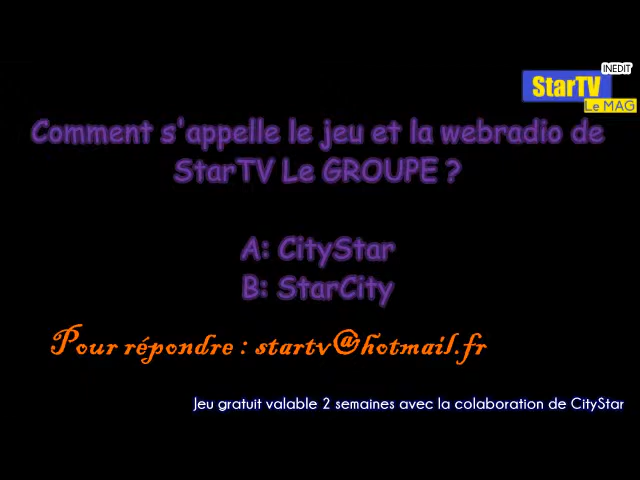 INEDIT
StarTV
Le MAG
Comment s'appelle le jeu et la webradio de
StarTV Le GROUPE ?
A: CityStar
B: StarCity
Pour répondre : startv@hotmail.fr
Jeu gratuit valable 2 semaines avec la colaboration de CityStar